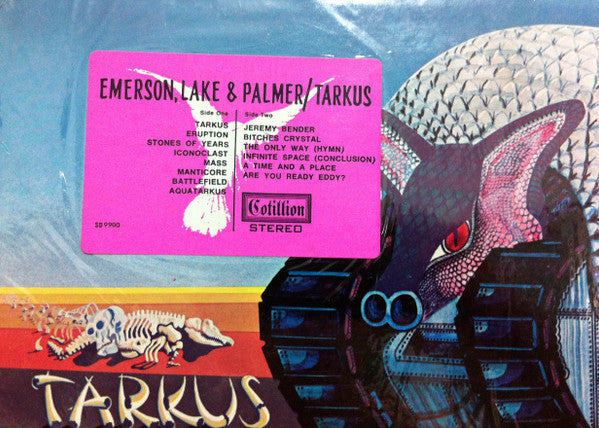 EMERSON, LAKE & PALMER/TARKUS
Side One
TARKUS
ERUPTION
STONES OF YEARS
ICONOCLAST
MASS
MANTICORE
BATTLEFIELD
AQUATARKUS
Side Two
JEREMY BENDER
BITCHES CRYSTAL
THE ONLY WAY (HYMN)
INFINITE SPACE (CONCLUSION)
A TIME AND A PLACE
ARE YOU READY EDDY?
Cotillion
STEREO
SD 9900
TARKUS